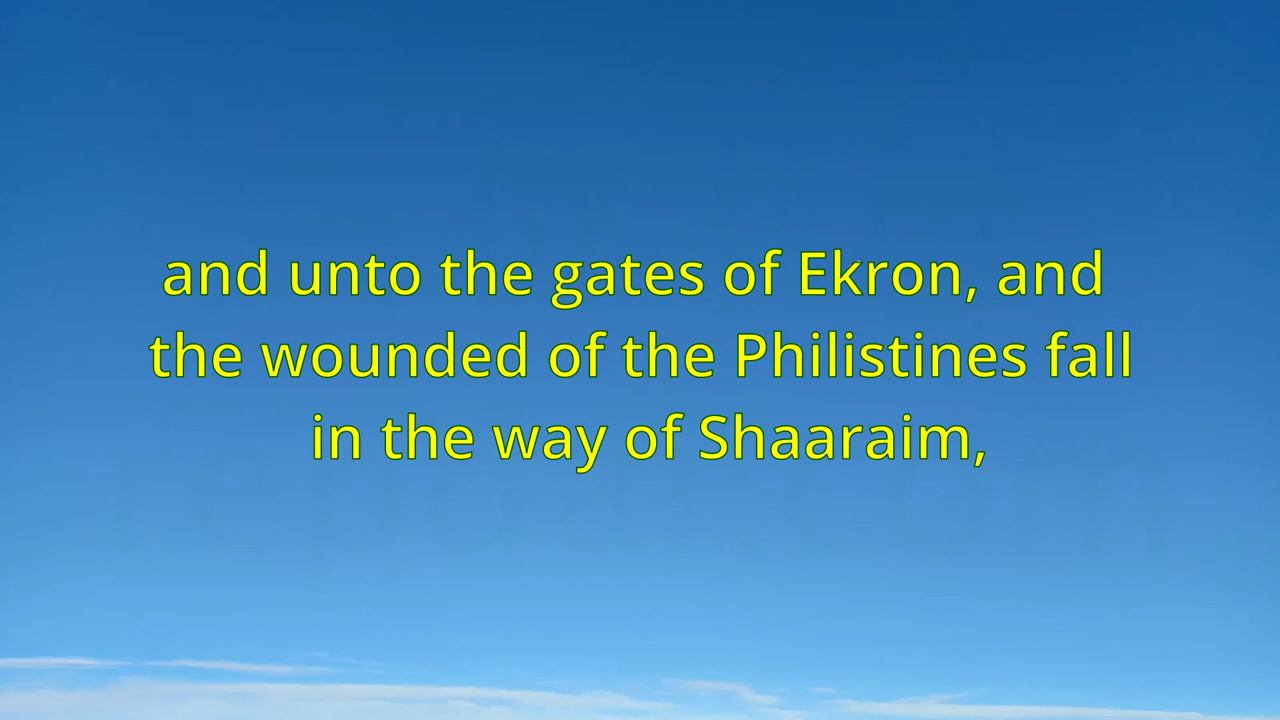 and unto the gates of Ekron, and
the wounded of the Philistines fall
in the way of Shaaraim,